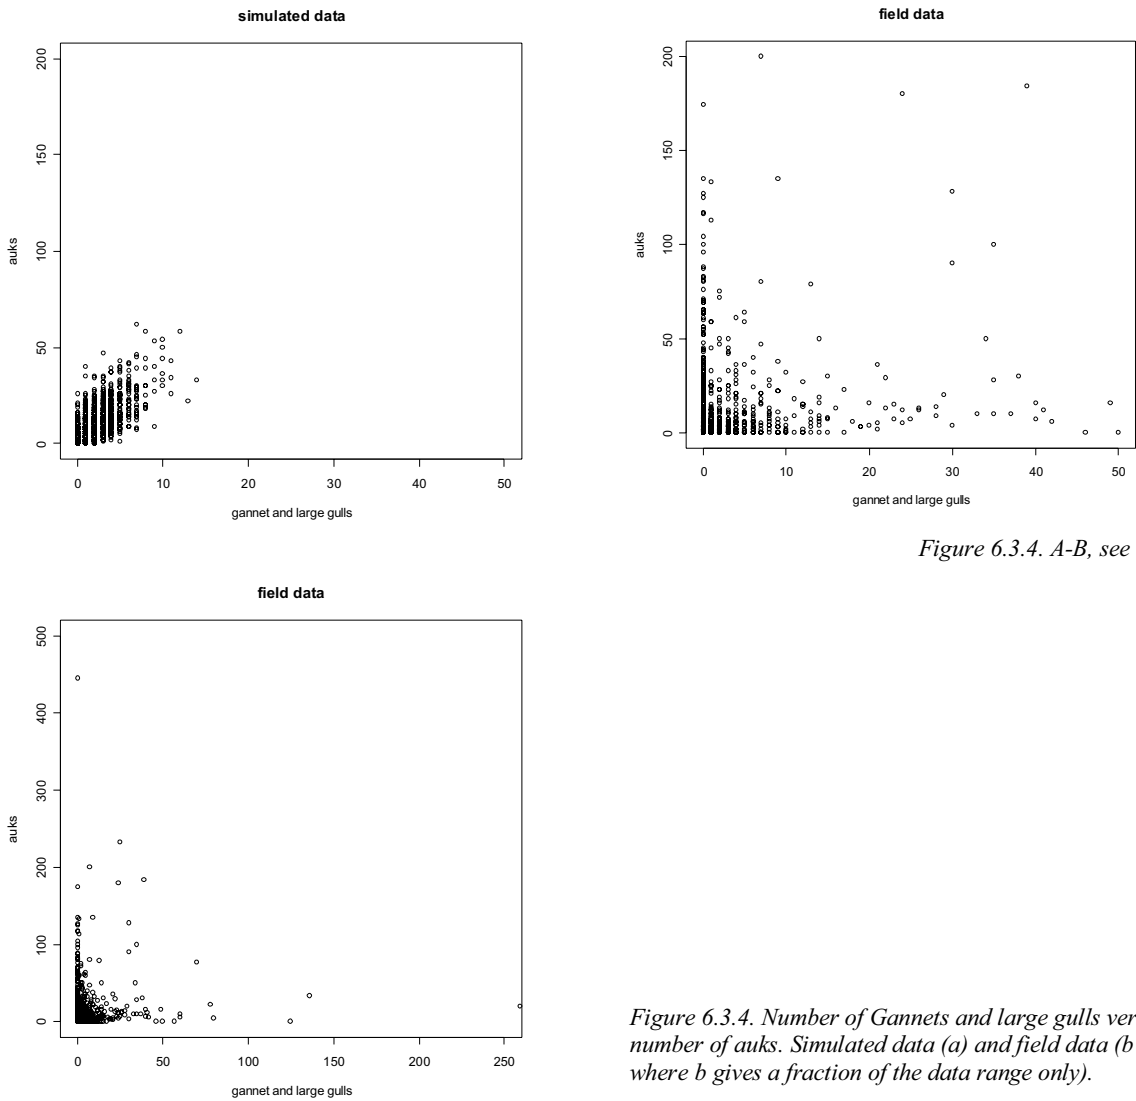 simulated data
200
150
100
50
0
auks
0 10 20 30 40 50
gannet and large gulls
field data
200
150
100
50
0
auks
0 10 20 30 40 50
gannet and large gulls
Figure 6.3.4. A-B, see
field data
500
400
300
200
100
0
auks
0 50 100 150 200 250
gannet and large gulls
Figure 6.3.4. Number of Gannets and large gulls ver
number of auks. Simulated data (a) and field data (b
where b gives a fraction of the data range only).